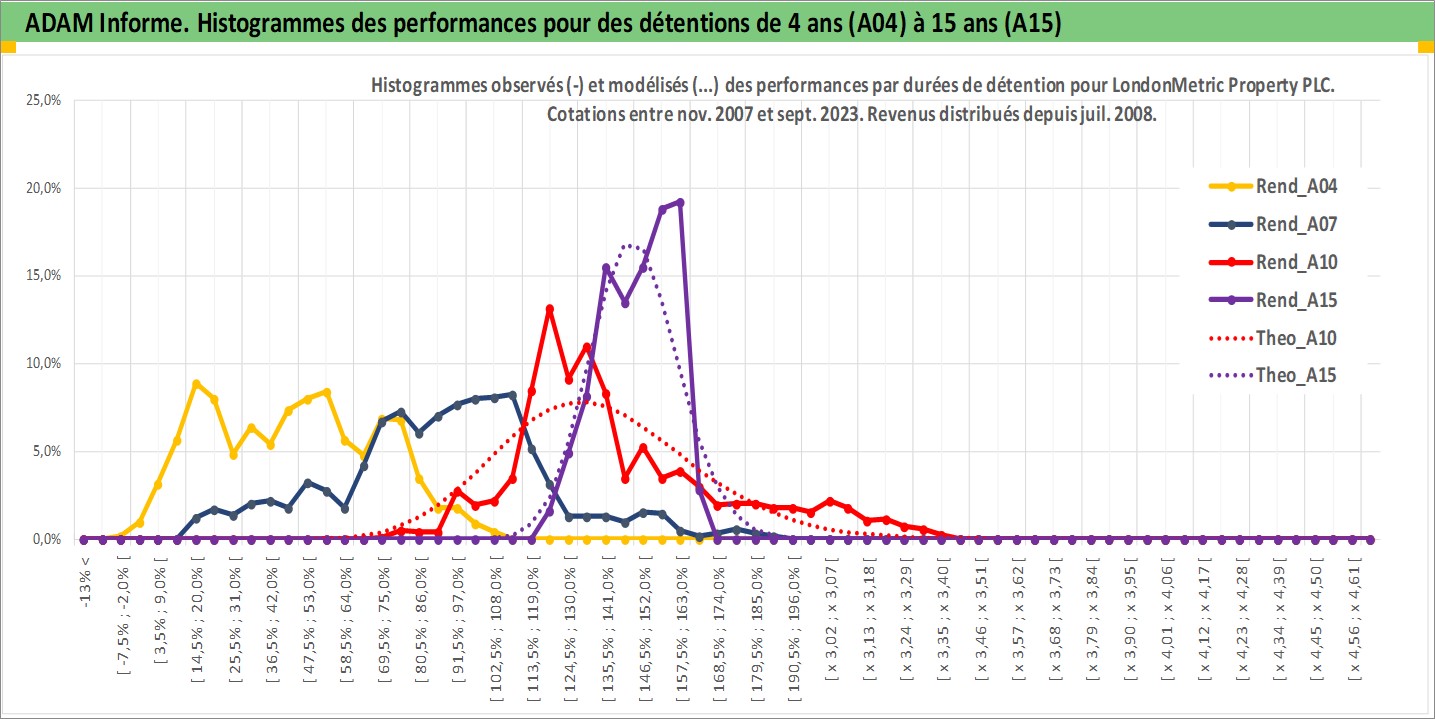 ADAM Informe. Histogrammes des performances pour des détentions de 4 ans (A04) à 15 ans (A15)
Histogrammes observés (-) et modélisés (...) des performances par durées de détention pour LondonMetric Property PLC.
Cotations entre nov. 2007 et sept. 2023. Revenus distribués depuis juil. 2008.
25,0%
20,0%
15,0%
10,0%
5,0%
0,0%
Rend_A04
Rend_A07
Rend_A10
Rend_A15
Theo_A10
Theo_A15
-13% <
[ -7,5% ; -2,0% [
[ 3,5% ; 9,0% [
[ 14,5% ; 20,0% [
[ 25,5% ; 31,0% [
[ 36,5% ; 42,0% [
[ 47,5% ; 53,0% [
[ 58,5% ; 64,0% [
[ 69,5% ; 75,0% [
[ 80,5% ; 86,0% [
[ 91,5% ; 97,0% [
[ 102,5% ; 108,0% [
[ 113,5% ; 119,0% [
[ 124,5% ; 130,0% [
[ 135,5% ; 141,0% [
[ 146,5% ; 152,0% [
[ 157,5% ; 163,0% [
[ 168,5% ; 174,0% [
[ 179,5% ; 185,0% [
[ 190,5% ; 196,0% [
[ x 3,02 ; x 3,07 [
[ x 3,13 ; x 3,18 [
[ x 3,24 ; x 3,29 [
[ x 3,35 ; x 3,40 [
[ x 3,46 ; x 3,51 [
[ x 3,57 ; x 3,62 [
[ x 3,68 ; x 3,73 [
[ x 3,79 ; x 3,84 [
[ x 3,90 ; x 3,95 [
[ x 4,01 ; x 4,06 [
[ x 4,12 ; x 4,17 [
[ x 4,23 ; x 4,28 [
[ x 4,34 ; x 4,39 [
[ x 4,45 ; x 4,50 [
[ x 4,56 ; x 4,61 [